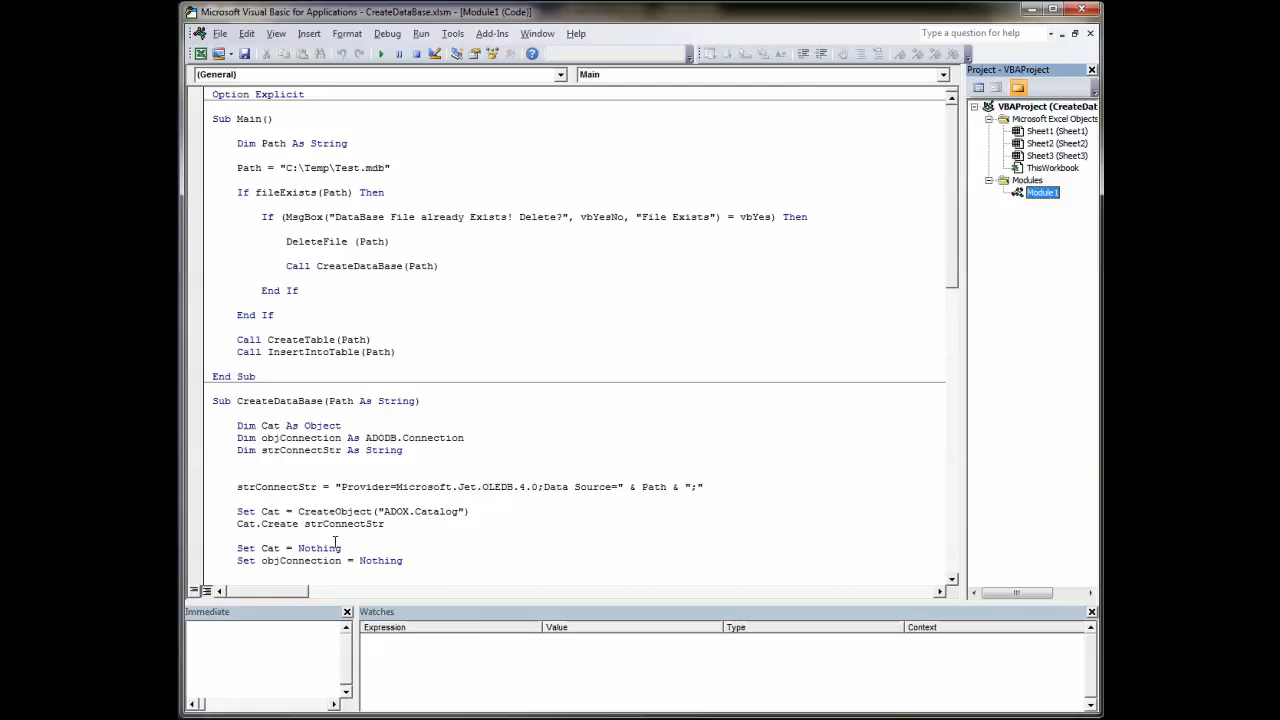 Microsoft Visual Basic for Applications - CreateDataBase.xlsm - [Module1 (Code)]
File Edit View Insert Format Debug Run Tools Add-Ins Window Help
Type a question for help
(General)
Main
Project - VBAProject
Option Explicit
Sub Main()
Dim Path As String
Path = "C:\Temp\Test.mdb"
If fileExists(Path) Then
If (MsgBox("DataBase File already Exists! Delete?", vbYesNo, "File Exists") = vbYes) Then
DeleteFile (Path)
Call CreateDataBase(Path)
End If
End If
Call CreateTable(Path)
Call InsertIntoTable(Path)
End Sub
Sub CreateDataBase(Path As String)
Dim Cat As Object
Dim objConnection As ADODB.Connection
Dim strConnectStr As String
strConnectStr = "Provider=Microsoft.Jet.OLEDB.4.0;Data Source=" & Path & ";"
Set Cat = CreateObject("ADOX.Catalog")
Cat.Create strConnectStr
Set Cat = Nothing
Set objConnection = Nothing
VBAProject (CreateDat
Microsoft Excel Objects
Sheet1 (Sheet1)
Sheet2 (Sheet2)
Sheet3 (Sheet3)
ThisWorkbook
Modules
Module1
Immediate
Watches
Expression Value Type Context